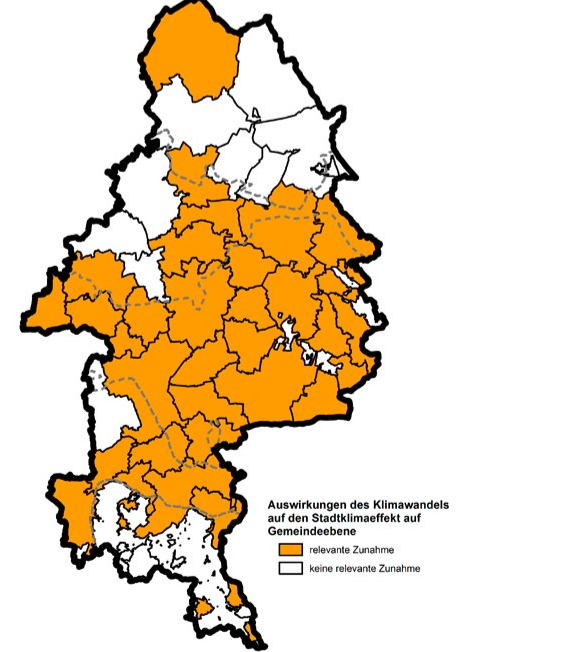 Auswirkungen des Klimawandels
auf den Stadtklimaeffekt auf
Gemeindeebene
relevante Zunahme
keine relevante Zunahme